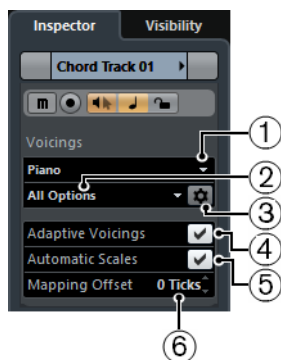 Inspector Visibility
Chord Track 01
m
Voicings
Piano
All Options
Adaptive Voicings
Automatic Scales
Mapping Offset 0 Ticks
1
2
3
4
5
6